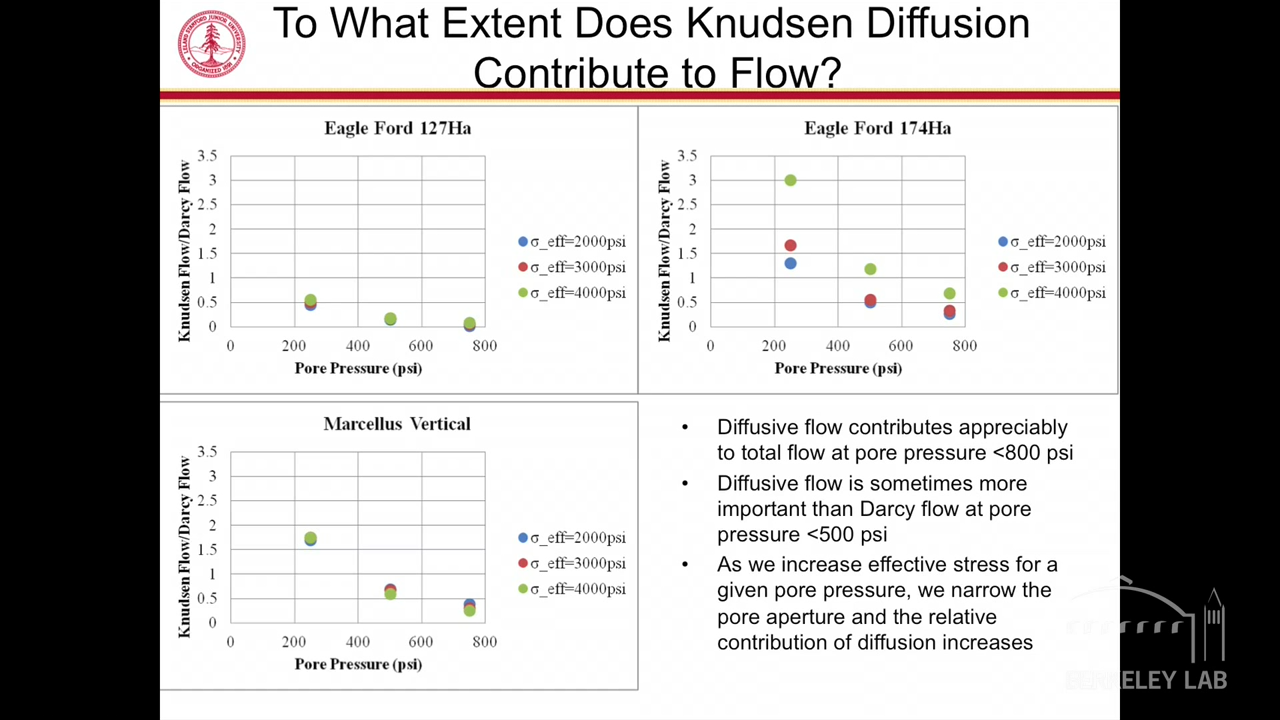 To What Extent Does Knudsen Diffusion
Contribute to Flow?
Eagle Ford 127Ha
Knudsen Flow/Darcy Flow
3.5
3
2.5
2
1.5
1
0.5
0
0 200 400 600 800
Pore Pressure (psi)
σ_eff=2000psi
σ_eff=3000psi
σ_eff=4000psi
Eagle Ford 174Ha
Knudsen Flow/Darcy Flow
3.5
3
2.5
2
1.5
1
0.5
0
0 200 400 600 800
Pore Pressure (psi)
σ_eff=2000psi
σ_eff=3000psi
σ_eff=4000psi
Marcellus Vertical
Knudsen Flow/Darcy Flow
3.5
3
2.5
2
1.5
1
0.5
0
0 200 400 600 800
Pore Pressure (psi)
σ_eff=2000psi
σ_eff=3000psi
σ_eff=4000psi
• Diffusive flow contributes appreciably
to total flow at pore pressure <800 psi
• Diffusive flow is sometimes more
important than Darcy flow at pore
pressure <500 psi
• As we increase effective stress for a
given pore pressure, we narrow the
pore aperture and the relative
contribution of diffusion increases
BERKELEY LAB